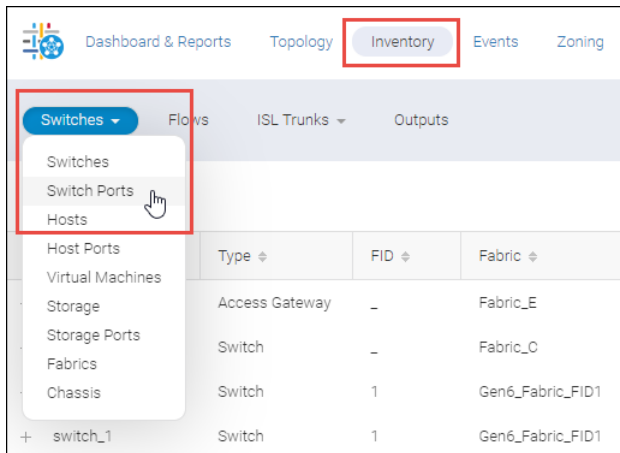 Dashboard & Reports Topology Inventory Events Zoning
Switches Flows ISL Trunks Outputs
Switches
Switch Ports
Hosts
Host Ports
Virtual Machines
Storage
Storage Ports
Fabrics
Chassis
Type FID Fabric
Access Gateway _ Fabric_E
Switch _ Fabric_C
Switch 1 Gen6_Fabric_FID1
+ switch_1 Switch 1 Gen6_Fabric_FID1